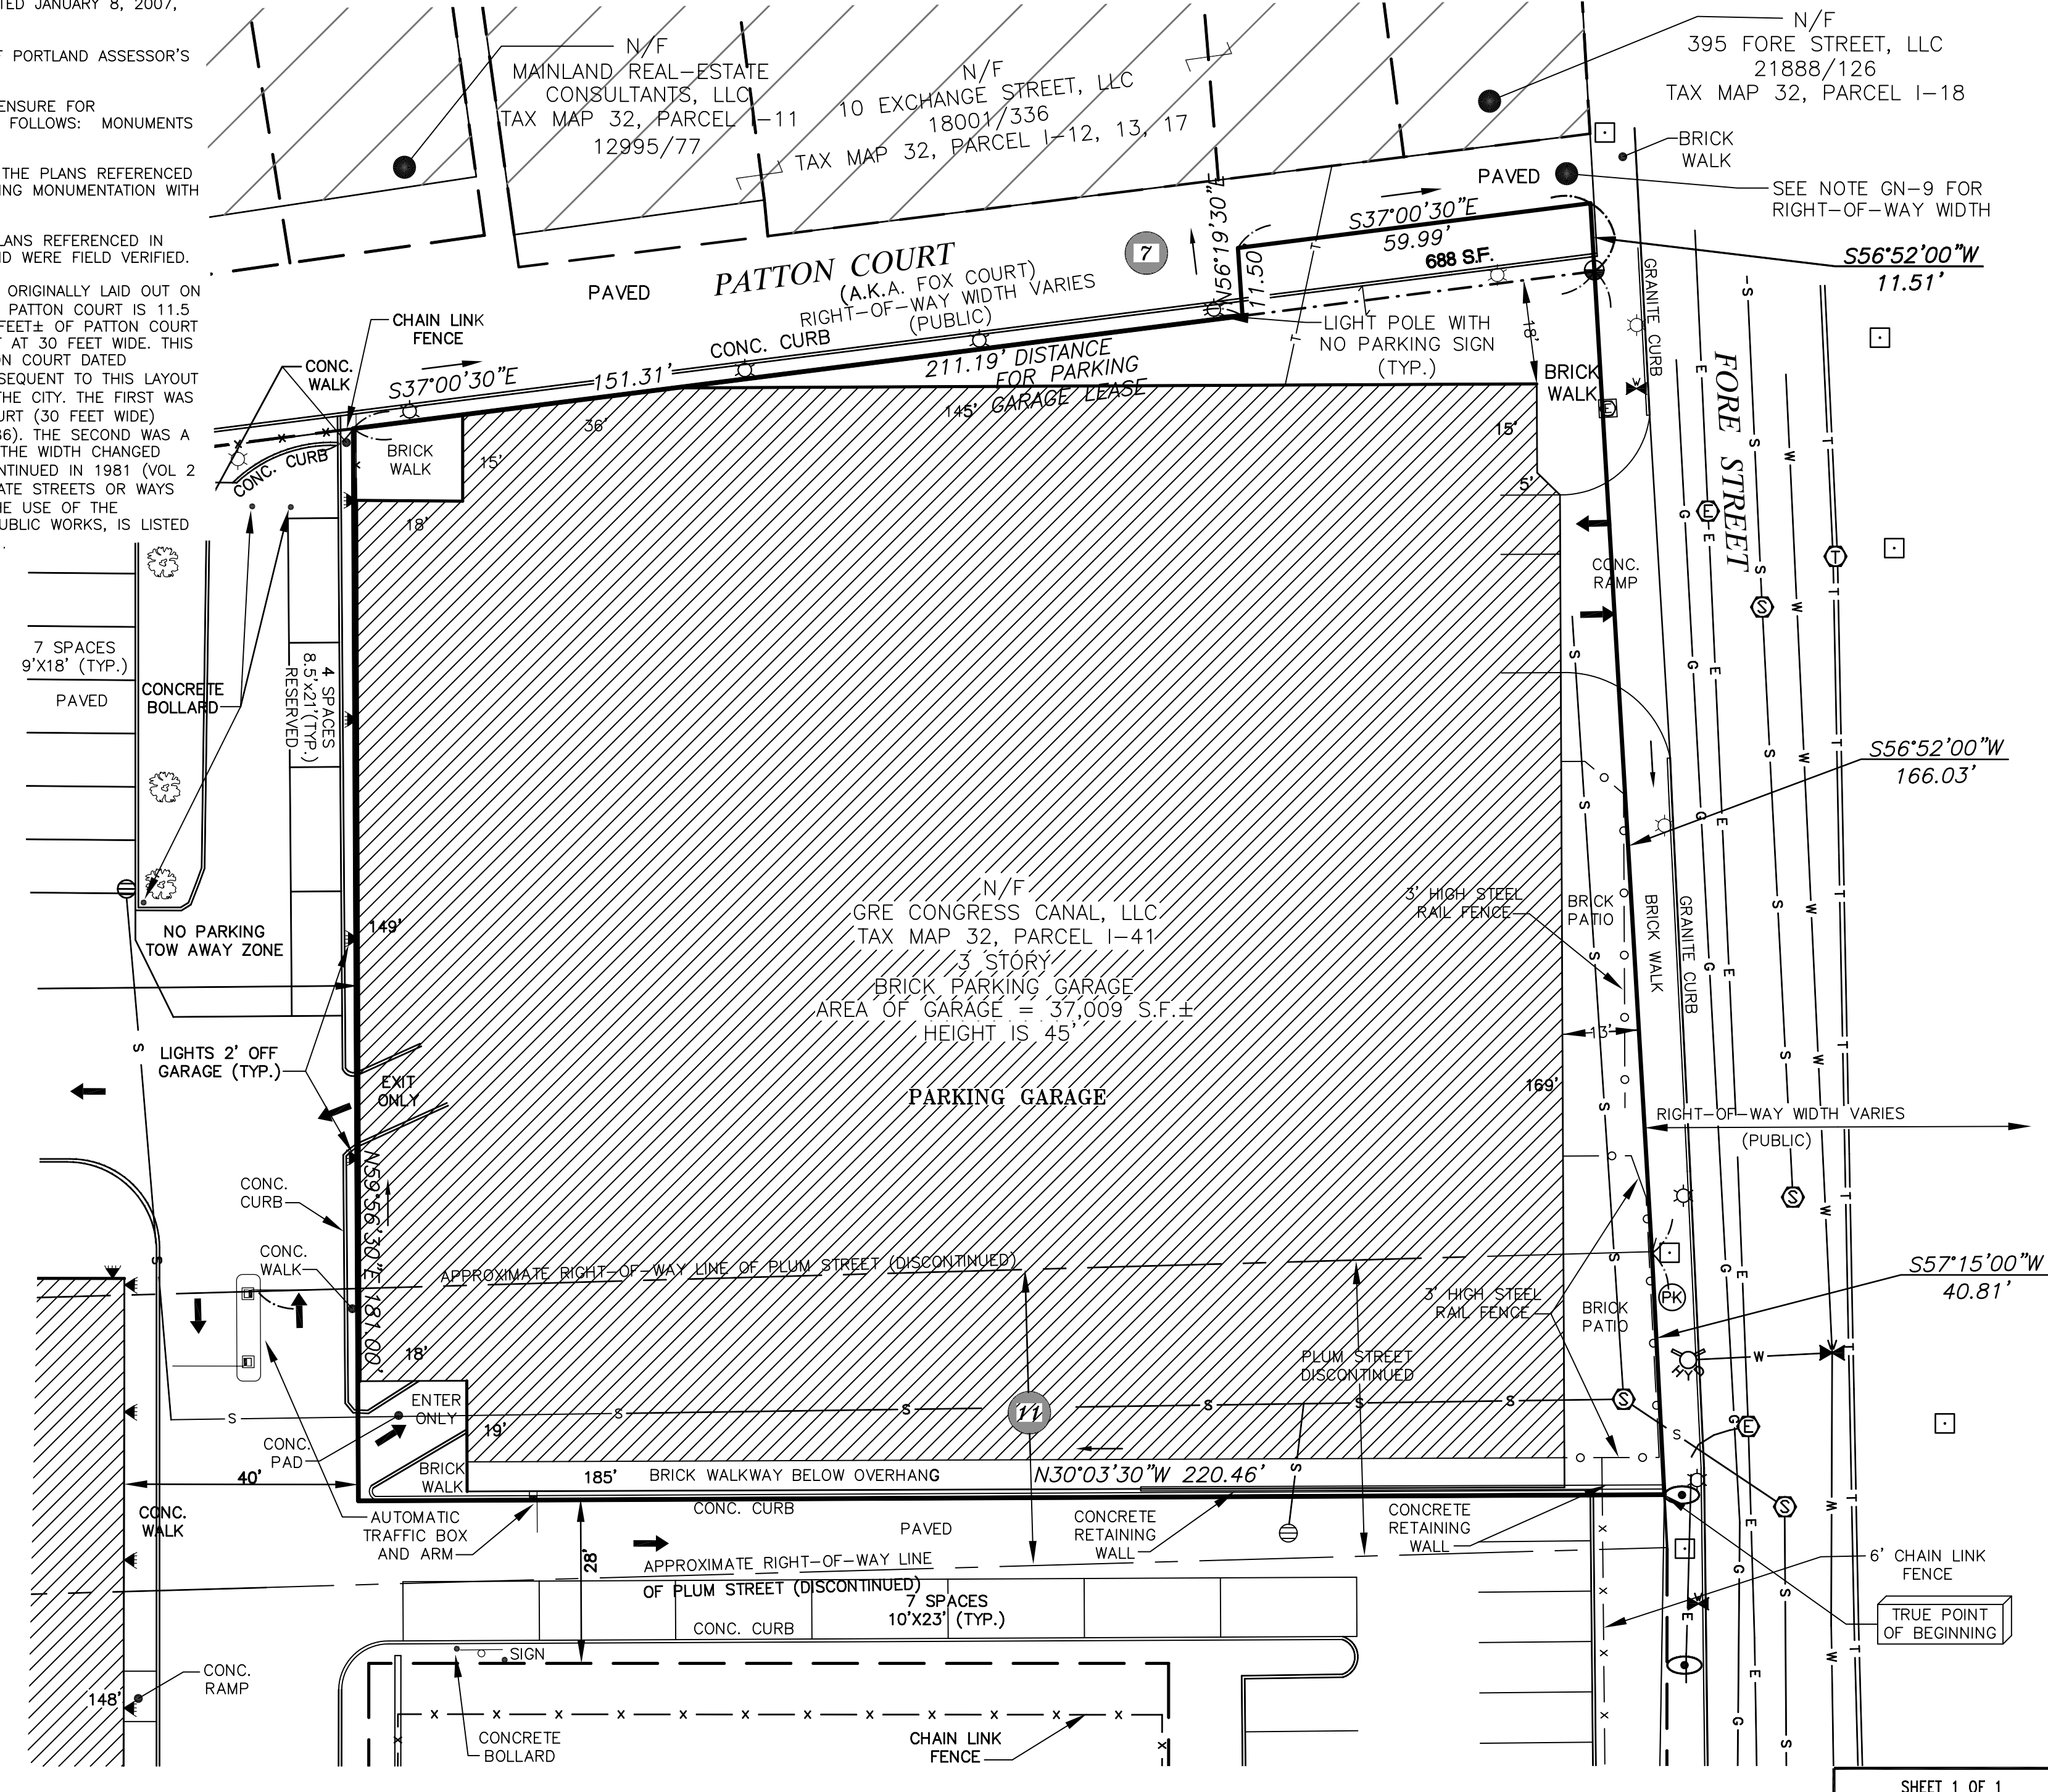 TED JANUARY 8, 2007,
T PORTLAND ASSESSOR'S
ENSURE FOR
FOLLOWS: MONUMENTS
THE PLANS REFERENCED
ING MONUMENTATION WITH
LANS REFERENCED IN
ND WERE FIELD VERIFIED.
ORIGINALLY LAID OUT ON
PATTON COURT IS 11.5
FEET± OF PATTON COURT
T AT 30 FEET WIDE. THIS
ON COURT DATED
SEQUENT TO THIS LAYOUT
THE CITY. THE FIRST WAS
URT (30 FEET WIDE)
36). THE SECOND WAS A
THE WIDTH CHANGED
NTINUED IN 1981 (VOL 2
ATE STREETS OR WAYS
HE USE OF THE
UBLIC WORKS, IS LISTED
N/F
MAINLAND REAL-ESTATE
CONSULTANTS, LLC
TAX MAP 32, PARCEL I-11
12995/77
N/F
10 EXCHANGE STREET, LLC
18001/336
TAX MAP 32, PARCEL I-12, 13, 17
N/F
395 FORE STREET, LLC
21888/126
TAX MAP 32, PARCEL I-18
BRICK
WALK
PAVED
SEE NOTE GN-9 FOR
RIGHT-OF-WAY WIDTH
S37°00'30"E
59.99'
688 S.F.
N56°19'30"E
11.50'
S56°52'00"W
11.51'
7
PATTON COURT
(A.K.A. FOX COURT)
RIGHT-OF-WAY WIDTH VARIES
(PUBLIC)
PAVED
CHAIN LINK
FENCE
CONC.
WALK
CONC. CURB
S37°00'30"E
151.31'
CONC. CURB
211.19' DISTANCE
FOR PARKING
GARAGE LEASE
LIGHT POLE WITH
NO PARKING SIGN
(TYP.)
18'
BRICK
WALK
GRANITE CURB
FORE STREET
BRICK
WALK
36'
145'
15'
15'
5'
18'
CONC.
RAMP
7 SPACES
9'X18' (TYP.)
PAVED
CONCRETE
BOLLARD
4 SPACES
8.5'x21'(TYP.)
RESERVED
S56°52'00"W
166.03'
NO PARKING
TOW AWAY ZONE
149'
N/F
GRE CONGRESS CANAL, LLC
TAX MAP 32, PARCEL I-41
3 STORY
BRICK PARKING GARAGE
AREA OF GARAGE = 37,009 S.F.±
HEIGHT IS 45'
PARKING GARAGE
3' HIGH STEEL
RAIL FENCE
BRICK
PATIO
BRICK WALK
GRANITE CURB
13'
169'
LIGHTS 2' OFF
GARAGE (TYP.)
EXIT
ONLY
RIGHT-OF-WAY WIDTH VARIES
(PUBLIC)
CONC.
CURB
CONC.
WALK
N59°56'30"E 181.00'
APPROXIMATE RIGHT-OF-WAY LINE OF PLUM STREET (DISCONTINUED)
S57°15'00"W
40.81'
3' HIGH STEEL
RAIL FENCE
BRICK
PATIO
PK
HYD
PLUM STREET
DISCONTINUED
18'
ENTER
ONLY
19'
11
CONC.
PAD
BRICK
WALK
40'
185'
BRICK WALKWAY BELOW OVERHANG
N30°03'30"W 220.46'
CONC. CURB
CONC.
WALK
AUTOMATIC
TRAFFIC BOX
AND ARM
28'
PAVED
CONCRETE
RETAINING
WALL
CONCRETE
RETAINING
WALL
APPROXIMATE RIGHT-OF-WAY LINE
OF PLUM STREET (DISCONTINUED)
7 SPACES
10'X23' (TYP.)
CONC. CURB
6' CHAIN LINK
FENCE
TRUE POINT
OF BEGINNING
SIGN
CONC.
RAMP
148'
CONCRETE
BOLLARD
CHAIN LINK
FENCE
SHEET 1 OF 1